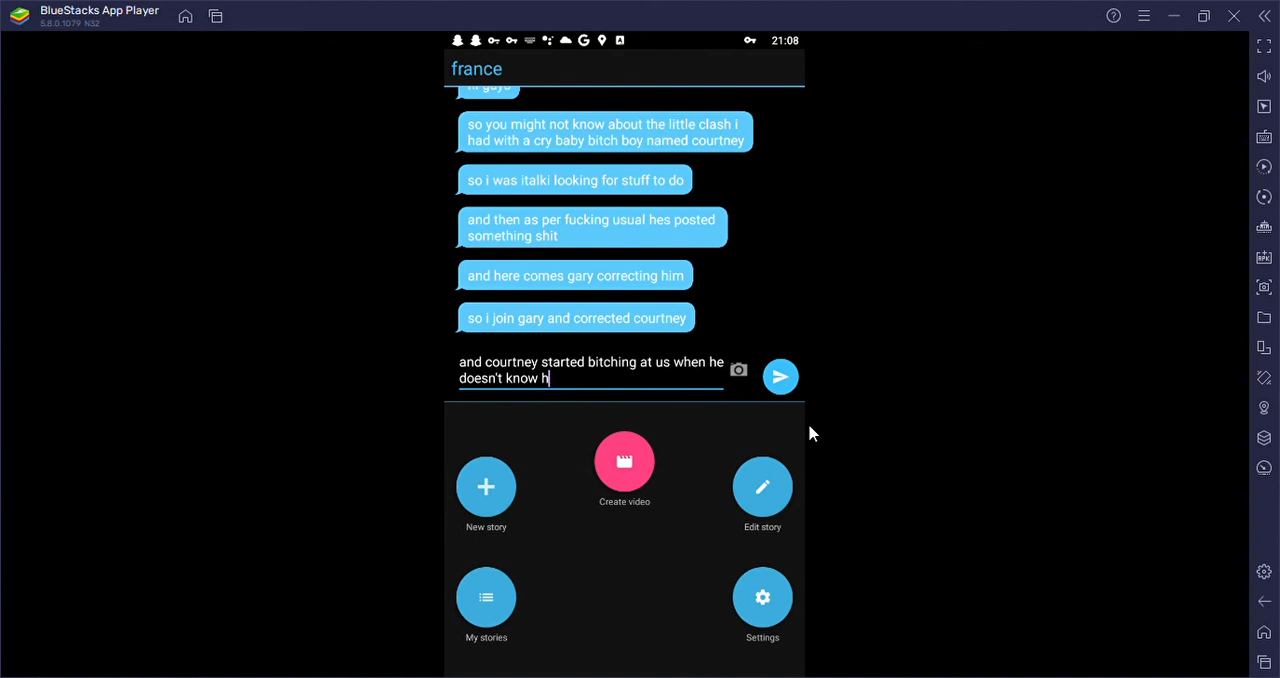 BlueStacks App Player
5.8.0.1079 N32
21:08
france
hi guys
so you might not know about the little clash i
had with a cry baby bitch boy named courtney
so i was italki looking for stuff to do
and then as per fucking usual hes posted
something shit
and here comes gary correcting him
so i join gary and corrected courtney
and courtney started bitching at us when he
doesn't know h
Create video
New story
Edit story
My stories
Settings